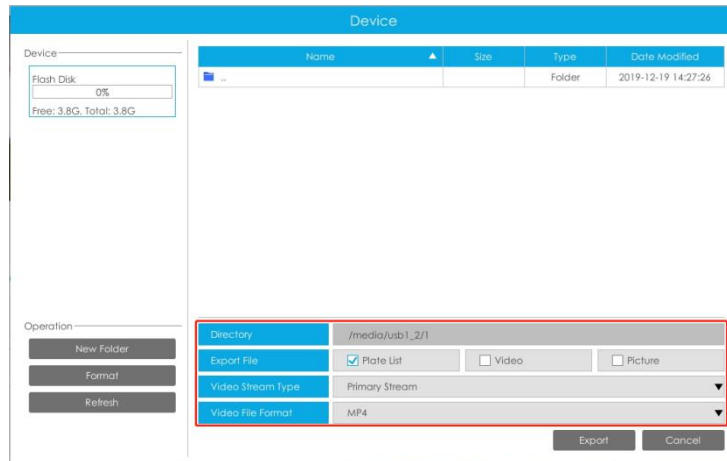 Device
Device
Flash Disk
0%
Free: 3.8G, Total: 3.8G
Operation
New Folder
Format
Refresh
Name Size Type Date Modified
.. Folder 2019-12-19 14:27:26
Directory /media/usb1_2/1
Export File Plate List Video Picture
Video Stream Type Primary Stream
Video File Format MP4
Export Cancel